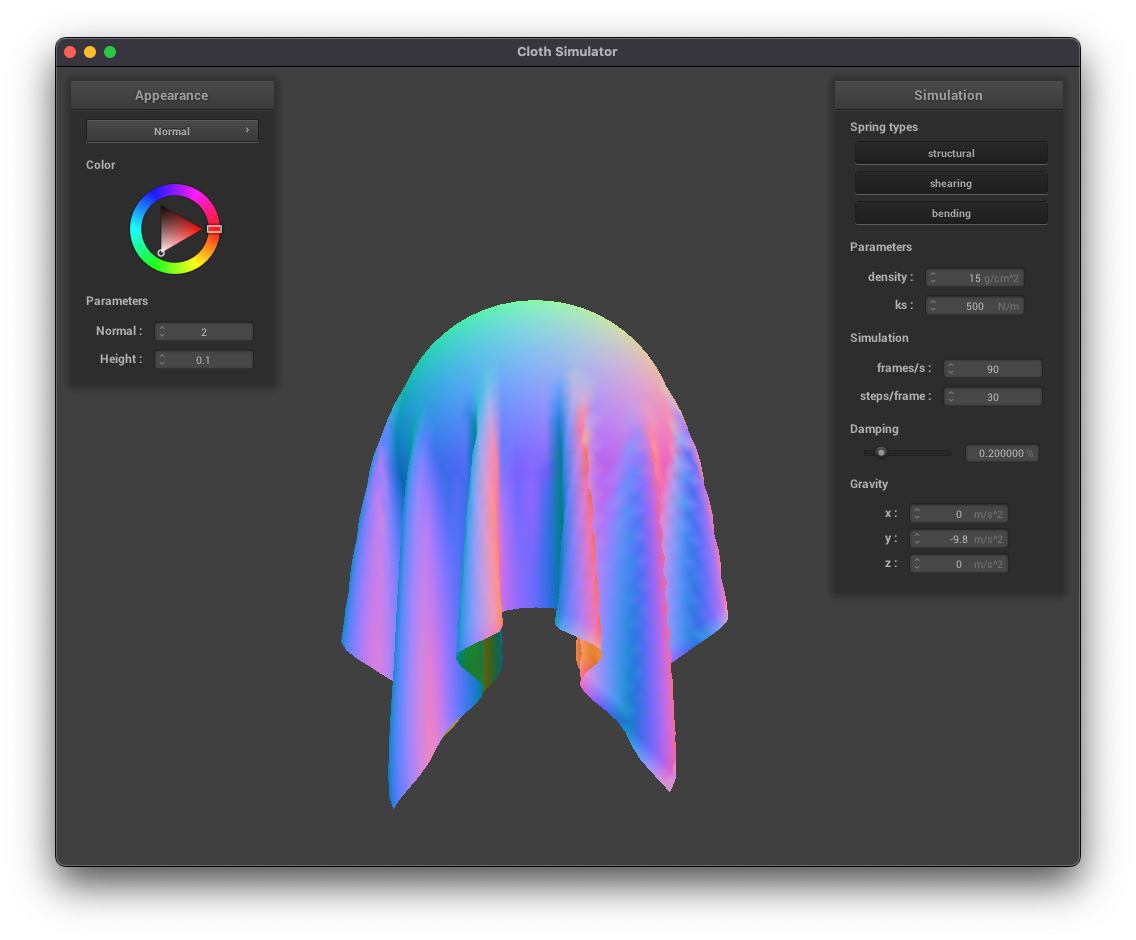 Cloth Simulator
Appearance
Normal
Color
Parameters
Normal : 2
Height : 0.1
Simulation
Spring types
structural
shearing
bending
Parameters
density : 15 g/cm^2
ks : 500 N/m
Simulation
frames/s : 90
steps/frame : 30
Damping
0.200000 %
Gravity
x : 0 m/s^2
y : -9.8 m/s^2
z : 0 m/s^2